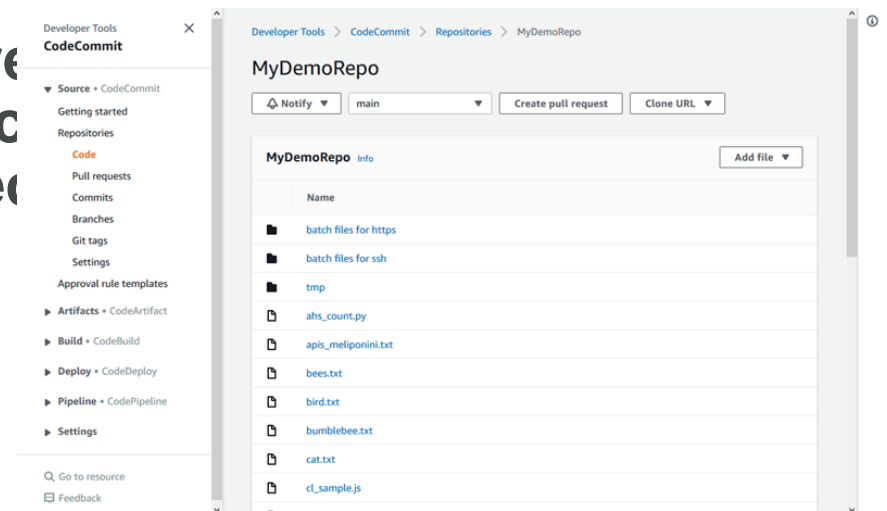 Developer Tools
CodeCommit
Source • CodeCommit
Getting started
Repositories
Code
Pull requests
Commits
Branches
Git tags
Settings
Approval rule templates
Artifacts • CodeArtifact
Build • CodeBuild
Deploy • CodeDeploy
Pipeline • CodePipeline
Settings
Go to resource
Feedback
Developer Tools > CodeCommit > Repositories > MyDemoRepo
MyDemoRepo
Notify main Create pull request Clone URL
MyDemoRepo Info Add file
Name
batch files for https
batch files for ssh
tmp
ahs_count.py
apis_meliponini.txt
bees.txt
bird.txt
bumblebee.txt
cat.txt
cl_sample.js